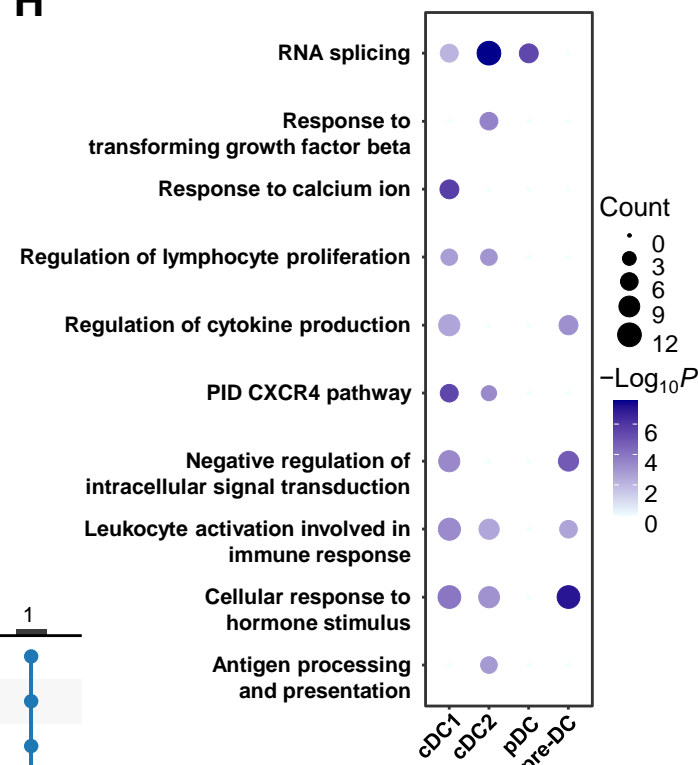 H
RNA splicing
Response to
transforming growth factor beta
Response to calcium ion
Regulation of lymphocyte proliferation
Regulation of cytokine production
PID CXCR4 pathway
Negative regulation of
intracellular signal transduction
Leukocyte activation involved in
immune response
Cellular response to
hormone stimulus
Antigen processing
and presentation
cDC1
cDC2
pDC
pre-DC
Count
0
3
6
9
12
−Log10P
6
4
2
0
1